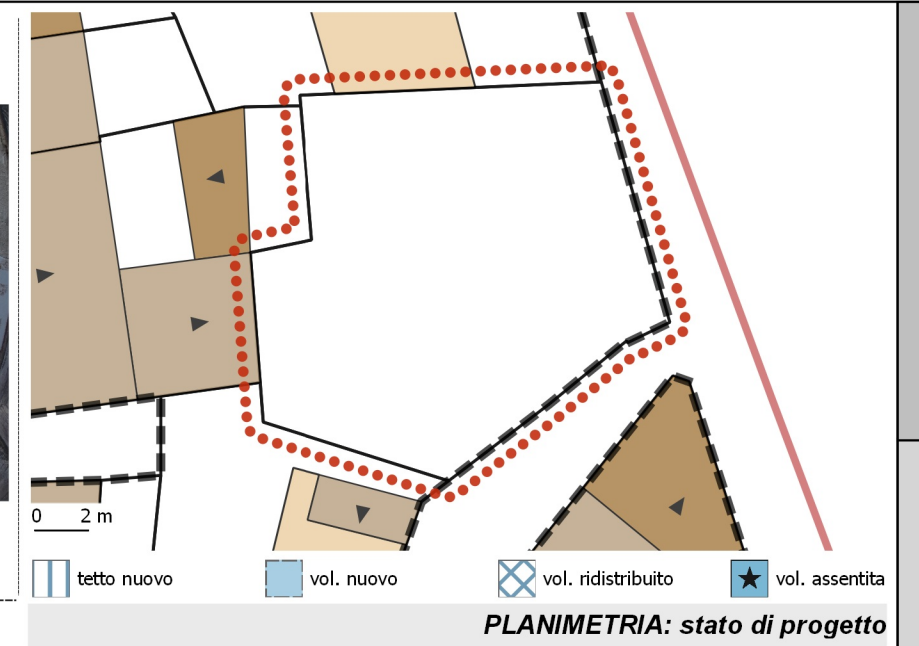 0 2 m
tetto nuovo
vol. nuovo
vol. ridistribuito
vol. assentita
PLANIMETRIA: stato di progetto